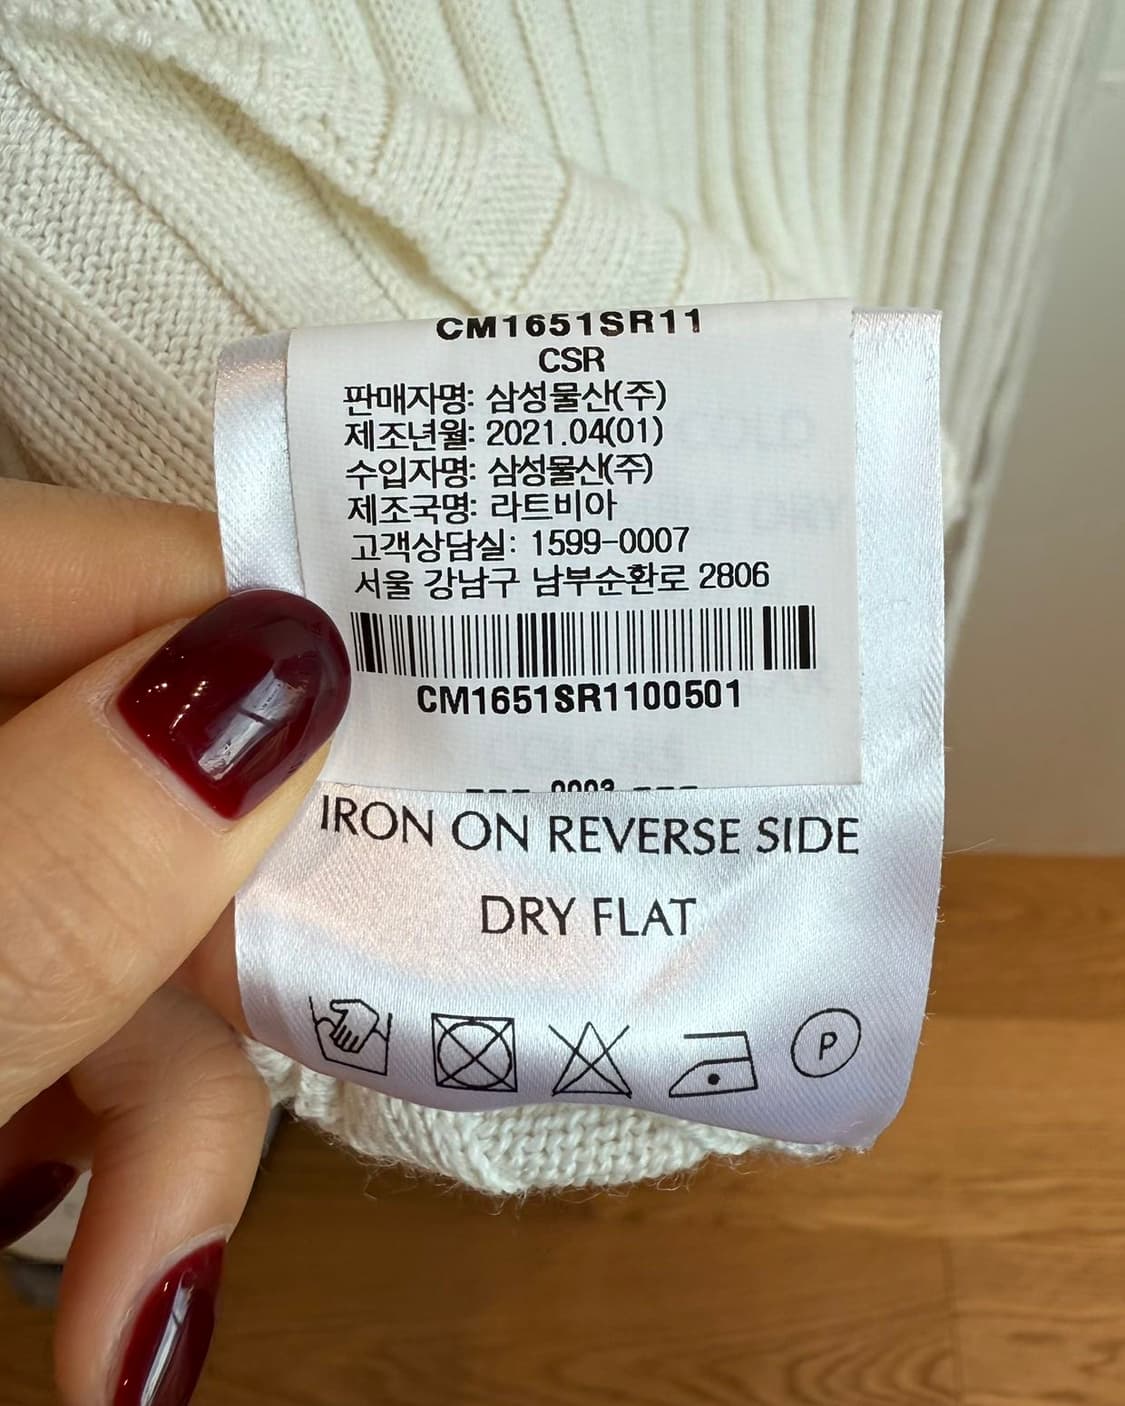 CM1651SR11
CSR
판매자명: 삼성물산(주)
제조년월: 2021.04(01)
수입자명: 삼성물산(주)
제조국명: 라트비아
고객상담실: 1599-0007
서울 강남구 남부순환로 2806
CM1651SR1100501
IRON ON REVERSE SIDE
DRY FLAT
P